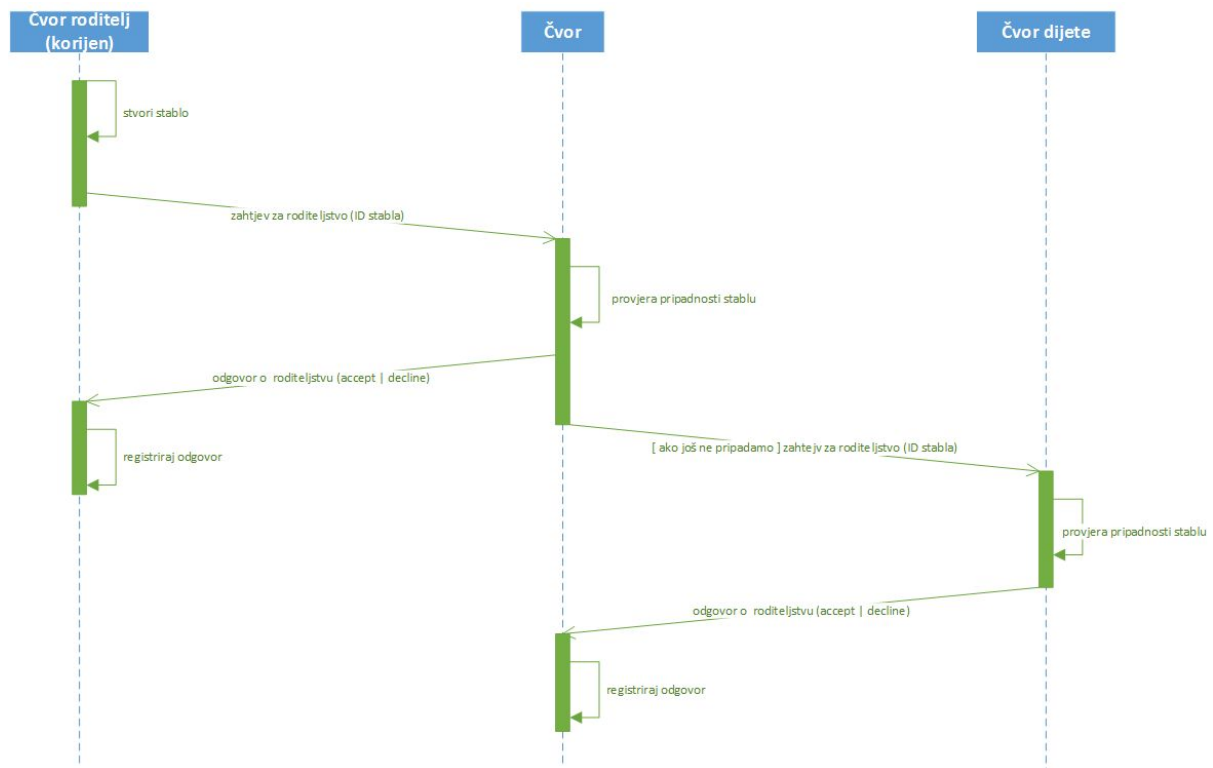 Čvor roditelj
(korijen)
Čvor
Čvor dijete
stvori stablo
zahtjev za roditeljstvo (ID stabla)
provjera pripadnosti stablu
odgovor o roditeljstvu (accept | decline)
registriraj odgovor
[ ako još ne pripadamo ] zahtejv za roditeljstvo (ID stabla)
provjera pripadnosti stablu
odgovor o roditeljstvu (accept | decline)
registriraj odgovor